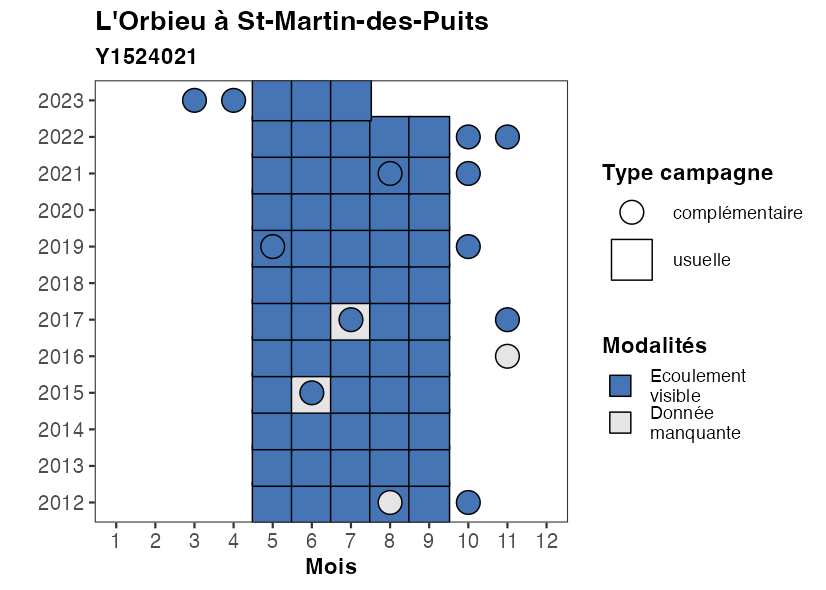 L'Orbieu à St-Martin-des-Puits
Y1524021
2023
2022
2021
2020
2019
2018
2017
2016
2015
2014
2013
2012
1 2 3 4 5 6 7 8 9 10 11 12
Mois
Type campagne
complémentaire
usuelle
Modalités
Ecoulement
visible
Donnée
manquante